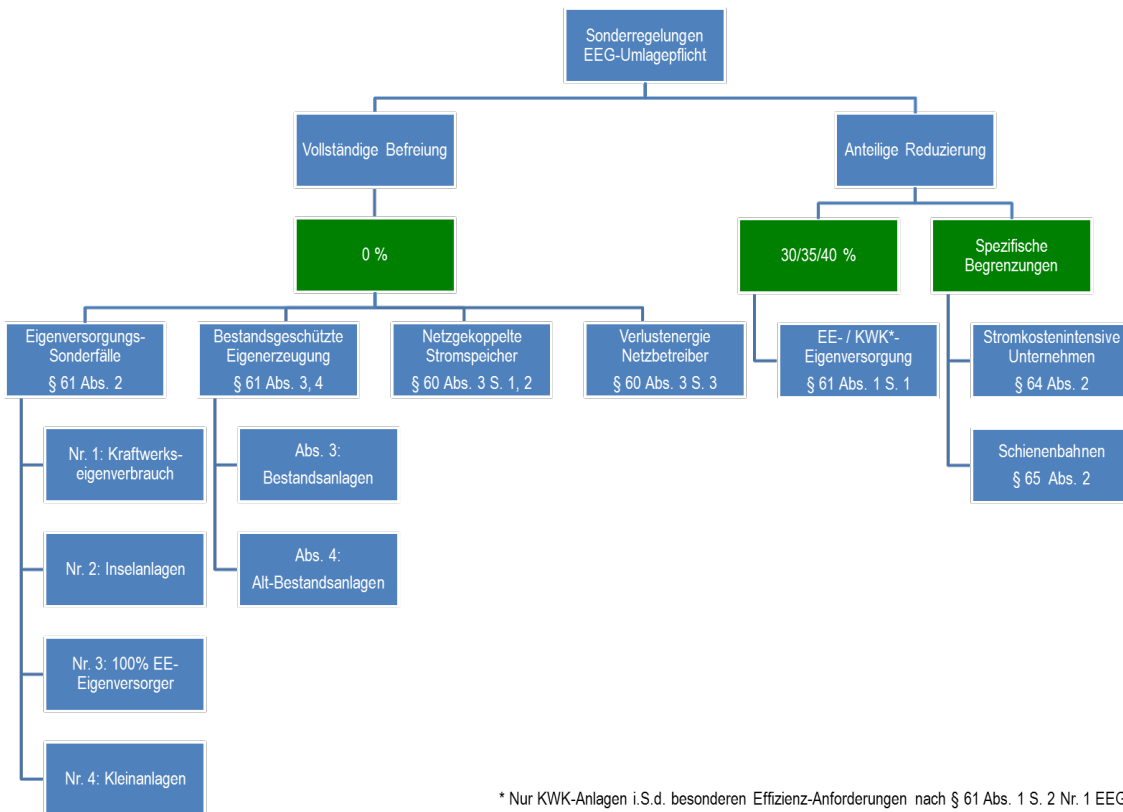 Sonderregelungen
EEG-Umlagepflicht
Vollständige Befreiung
Anteilige Reduzierung
0 %
30/35/40 %
Spezifische
Begrenzungen
Eigenversorgungs-
Sonderfälle
§ 61 Abs. 2
Bestandsgeschützte
Eigenerzeugung
§ 61 Abs. 3, 4
Netzgekoppelte
Stromspeicher
§ 60 Abs. 3 S. 1, 2
Verlustenergie
Netzbetreiber
§ 60 Abs. 3 S. 3
EE- / KWK*-
Eigenversorgung
§ 61 Abs. 1 S. 1
Stromkostenintensive
Unternehmen
§ 64 Abs. 2
Nr. 1: Kraftwerks-
eigenverbrauch
Abs. 3:
Bestandsanlagen
Schienenbahnen
§ 65 Abs. 2
Nr. 2: Inselanlagen
Abs. 4:
Alt-Bestandsanlagen
Nr. 3: 100% EE-
Eigenversorger
Nr. 4: Kleinanlagen
* Nur KWK-Anlagen i.S.d. besonderen Effizienz-Anforderungen nach § 61 Abs. 1 S. 2 Nr. 1 EEG